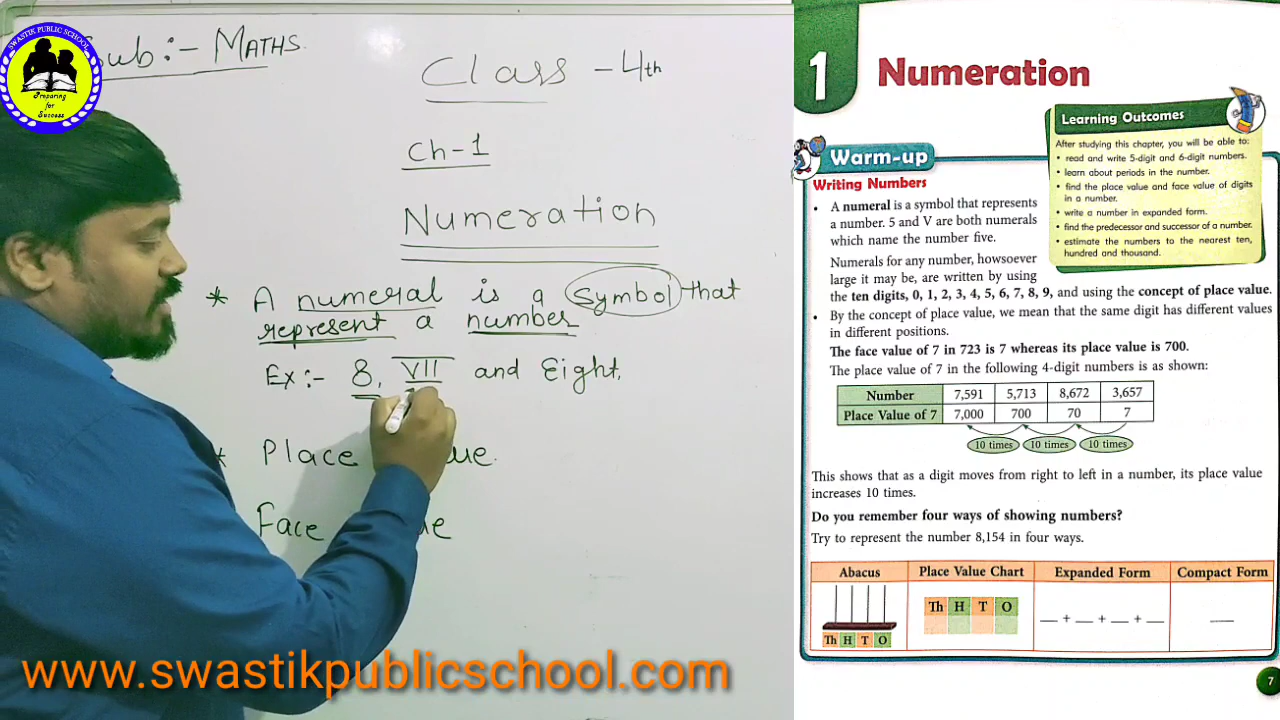 SWASTIK PUBLIC SCHOOL
Preparing
for
Success
Sub:- MATHS.
Class - 4th
Ch-1
Numeration
* A numeral is a symbol that
represent a number
Ex:- 8, VII and Eight,
* Place ue.
Face ue
www.swastikpublicschool.com
1 Numeration
Learning Outcomes
After studying this chapter, you will be able to:
• read and write 5-digit and 6-digit numbers.
• learn about periods in the number.
• find the place value and face value of digits
in a number.
• write a number in expanded form.
• find the predecessor and successor of a number.
• estimate the numbers to the nearest ten,
hundred and thousand.
Warm-up
Writing Numbers
• A numeral is a symbol that represents
a number. 5 and V are both numerals
which name the number five.
Numerals for any number, howsoever
large it may be, are written by using
the ten digits, 0, 1, 2, 3, 4, 5, 6, 7, 8, 9, and using the concept of place value.
• By the concept of place value, we mean that the same digit has different values
in different positions.
The face value of 7 in 723 is 7 whereas its place value is 700.
The place value of 7 in the following 4-digit numbers is as shown:
Number 7,591 5,713 8,672 3,657
Place Value of 7 7,000 700 70 7
10 times 10 times 10 times
This shows that as a digit moves from right to left in a number, its place value
increases 10 times.
Do you remember four ways of showing numbers?
Try to represent the number 8,154 in four ways.
Abacus Place Value Chart Expanded Form Compact Form
Th H T O
__ + __ + __ + __ __
Th H T O
7